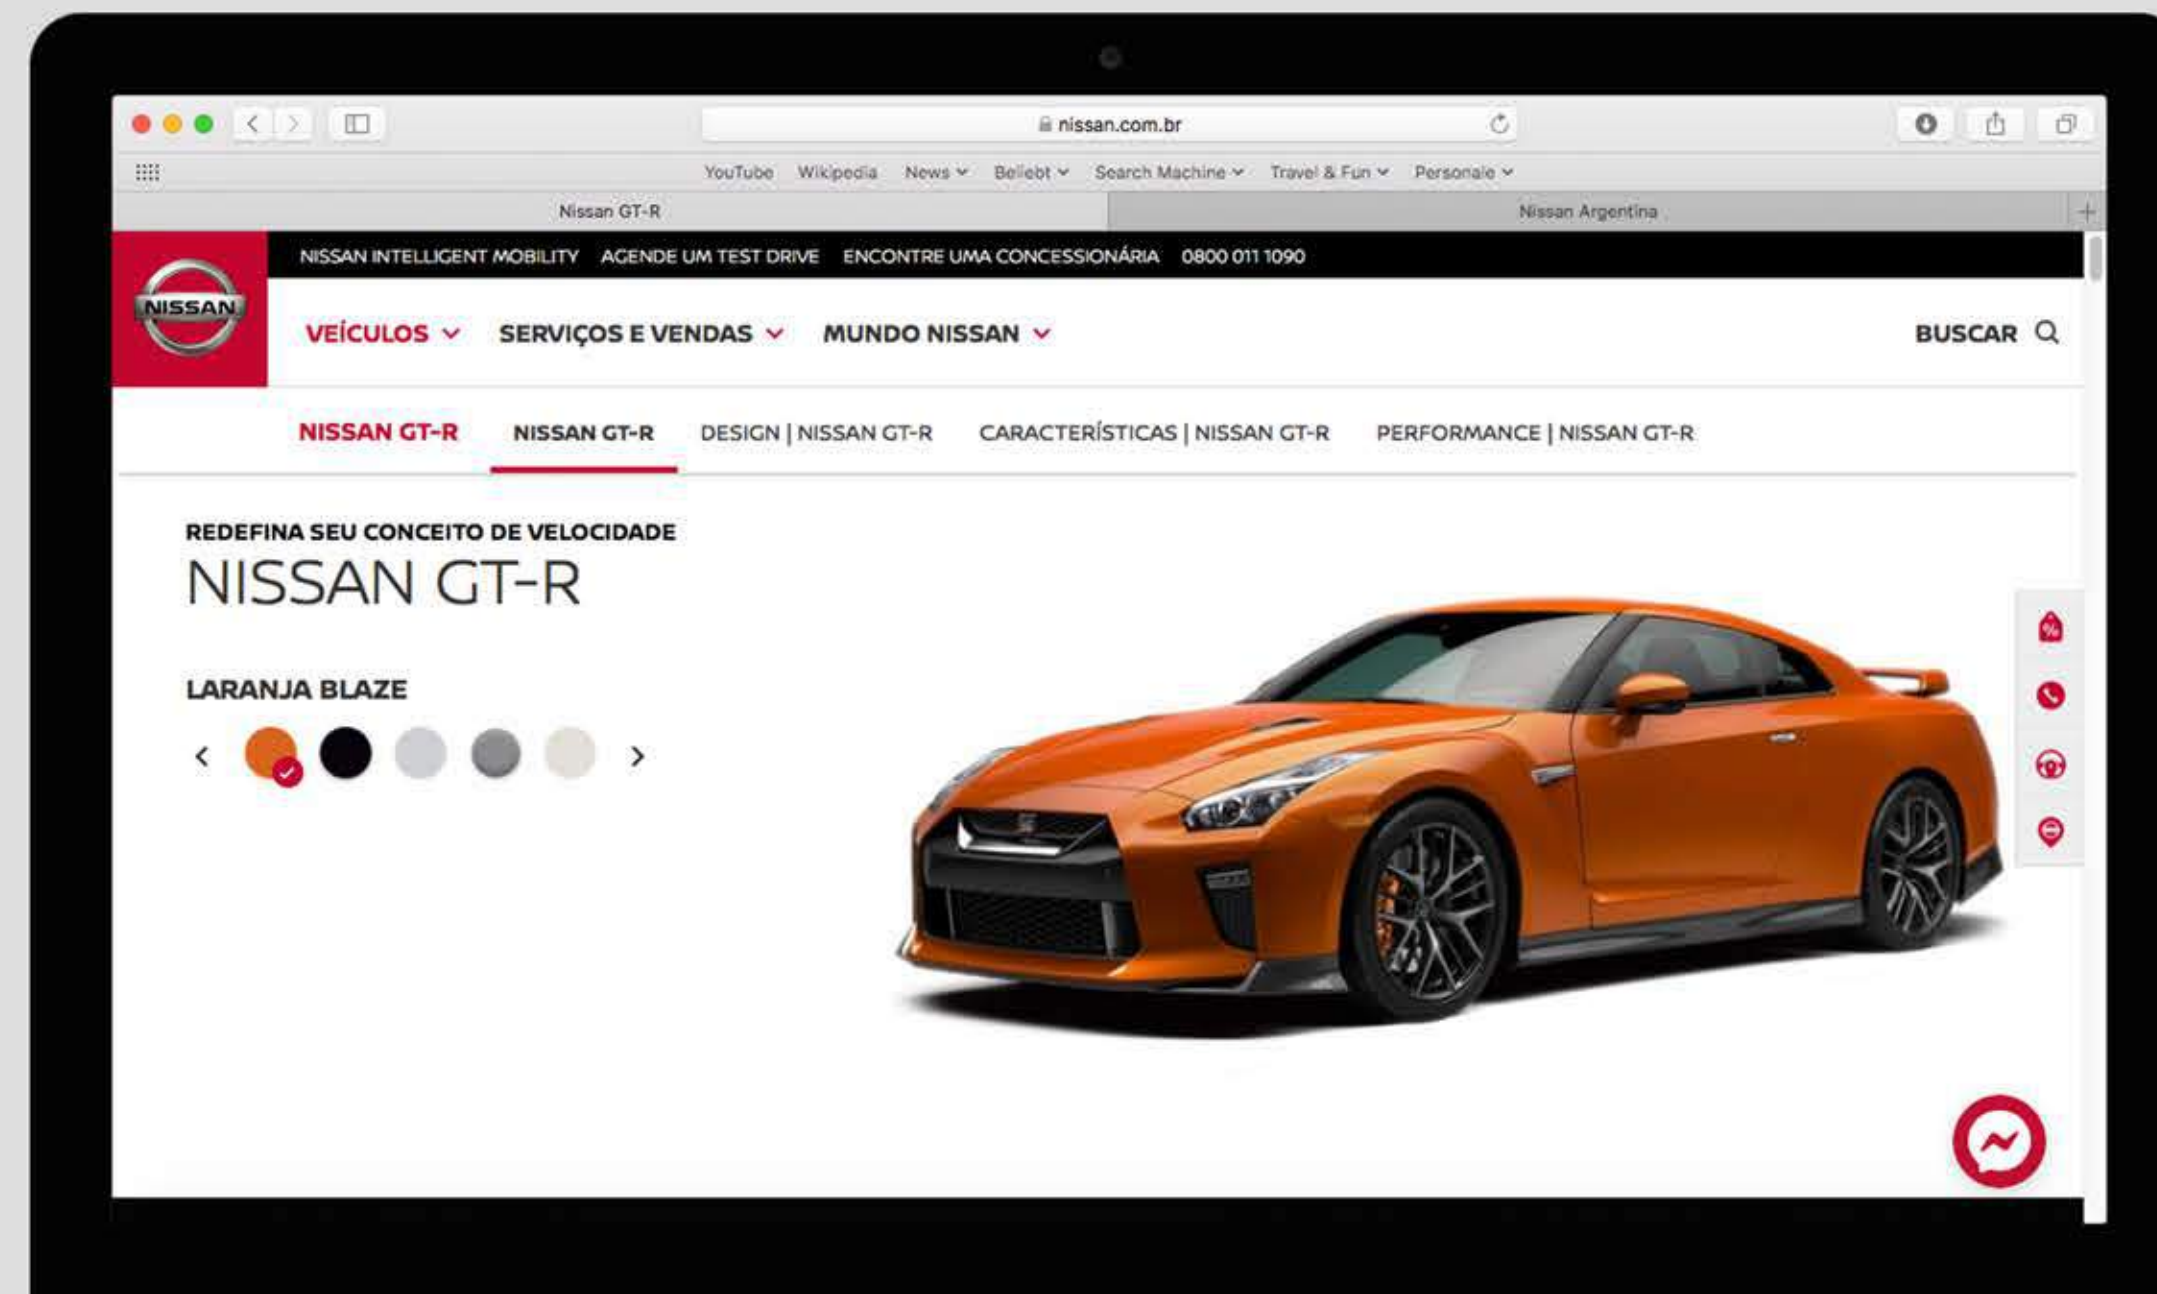 nissan.com.br
YouTube Wikipedia News Beliebt Search Machine Travel & Fun Personale
Nissan GT-R Nissan Argentina
NISSAN INTELLIGENT MOBILITY AGENDE UM TEST DRIVE ENCONTRE UMA CONCESSIONÁRIA 0800 011 1090
NISSAN
VEÍCULOS SERVIÇOS E VENDAS MUNDO NISSAN BUSCAR
NISSAN GT-R NISSAN GT-R DESIGN | NISSAN GT-R CARACTERÍSTICAS | NISSAN GT-R PERFORMANCE | NISSAN GT-R
REDEFINA SEU CONCEITO DE VELOCIDADE
NISSAN GT-R
LARANJA BLAZE
%